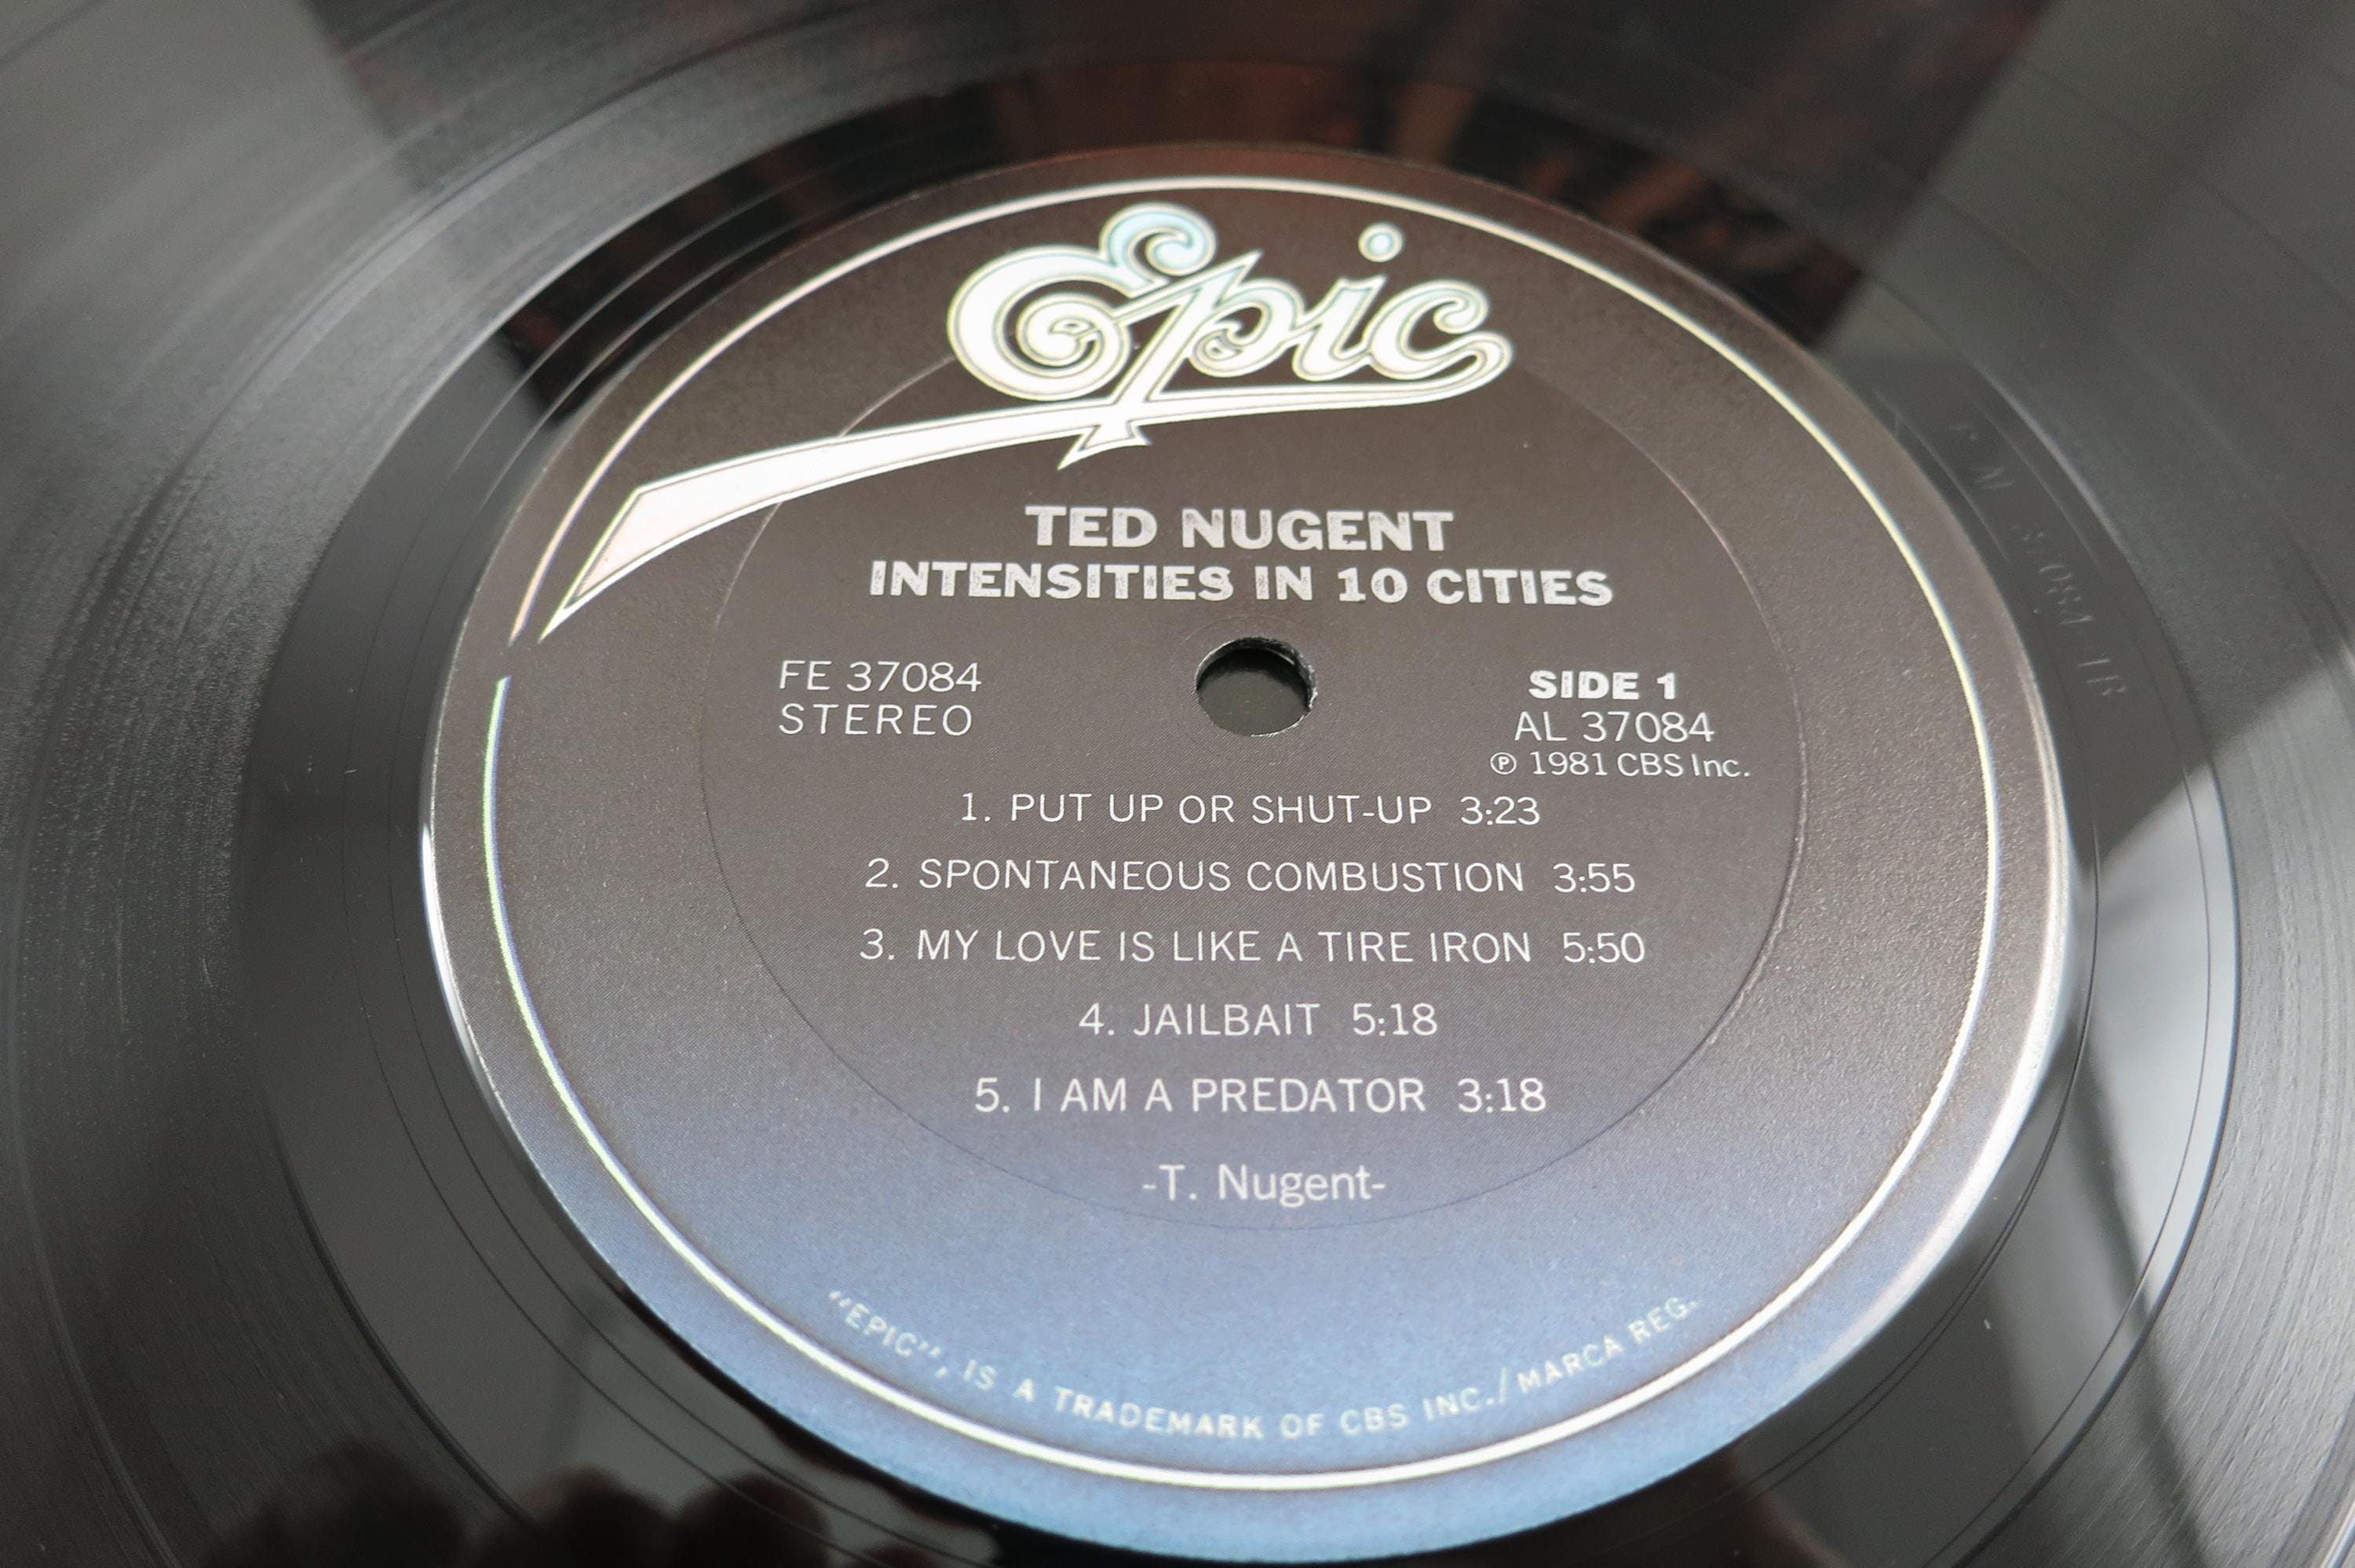 Epic
TED NUGENT
INTENSITIES IN 10 CITIES
FE 37084
STEREO
SIDE 1
AL 37084
℗ 1981 CBS Inc.
1. PUT UP OR SHUT-UP 3:23
2. SPONTANEOUS COMBUSTION 3:55
3. MY LOVE IS LIKE A TIRE IRON 5:50
4. JAILBAIT 5:18
5. I AM A PREDATOR 3:18
-T. Nugent-
"EPIC", IS A TRADEMARK OF CBS INC./MARCA REG.